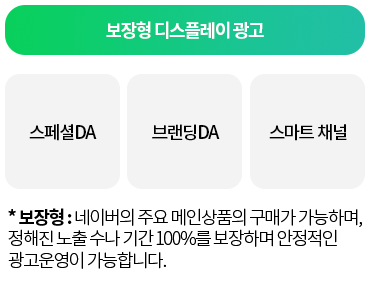 보장형 디스플레이 광고
스페셜DA
브랜딩DA
스마트 채널
* 보장형 : 네이버의 주요 메인상품의 구매가 가능하며,
정해진 노출 수나 기간 100%를 보장하며 안정적인
광고운영이 가능합니다.